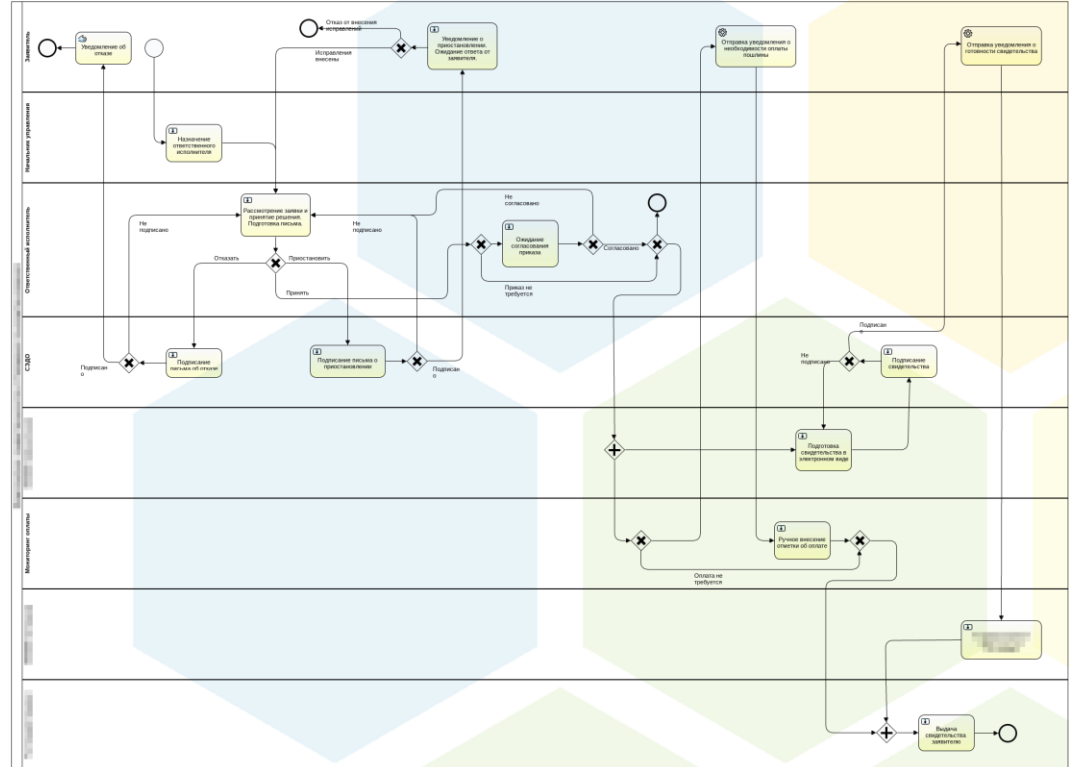 Заявитель
Уведомление об
отказе
Отказ от внесения
исправлений
Исправления
внесены
Уведомление о
приостановлении.
Ожидание ответа от
заявителя.
Отправка уведомления о
необходимости оплаты
пошлины
Отправка уведомления о
готовности свидетельства
Начальник управления
Назначение
ответственного
исполнителя
Ответственный исполнитель
Рассмотрение заявки и
принятие решения.
Подготовка письма.
Не
подписано
Не
подписано
Не
согласовано
Ожидание
согласования
приказа
Согласовано
Отказать
Приостановить
Принять
Приказ не
требуется
СЭДО
Подписан
о
Подписание
письма об отказе
Подписание письма о
приостановлении
Подписан
о
Подписан
о
Не
подписано
Подписание
свидетельства
Подготовка
свидетельства в
электронном виде
Мониторинг оплаты
Ручное внесение
отметки об оплате
Оплата не
требуется
Выдача
свидетельства
заявителю